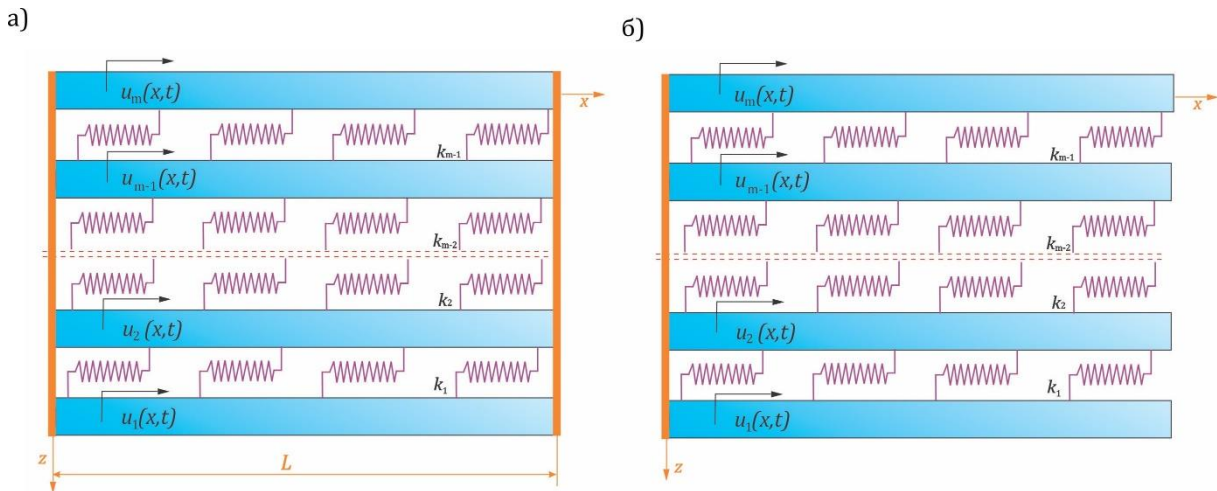 а)
u_m(x,t)
x
k_m-1
u_m-1(x,t)
k_m-2
k_2
u_2 (x,t)
k_1
u_1(x,t)
z
L
б)
u_m(x,t)
x
k_m-1
u_m-1(x,t)
k_m-2
k_2
u_2 (x,t)
k_1
u_1(x,t)
z